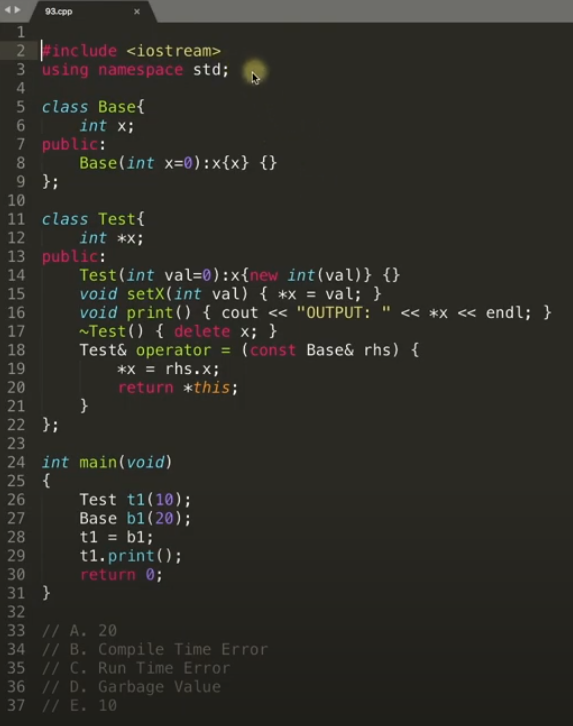 93.cpp
1
2 #include <iostream>
3 using namespace std;
4
5 class Base{
6     int x;
7 public:
8     Base(int x=0):x{x} {}
9 };
10
11 class Test{
12     int *x;
13 public:
14     Test(int val=0):x{new int(val)} {}
15     void setX(int val) { *x = val; }
16     void print() { cout << "OUTPUT: " << *x << endl; }
17     ~Test() { delete x; }
18     Test& operator = (const Base& rhs) {
19         *x = rhs.x;
20         return *this;
21     }
22 };
23
24 int main(void)
25 {
26     Test t1(10);
27     Base b1(20);
28     t1 = b1;
29     t1.print();
30     return 0;
31 }
32
33 // A. 20
34 // B. Compile Time Error
35 // C. Run Time Error
36 // D. Garbage Value
37 // E. 10